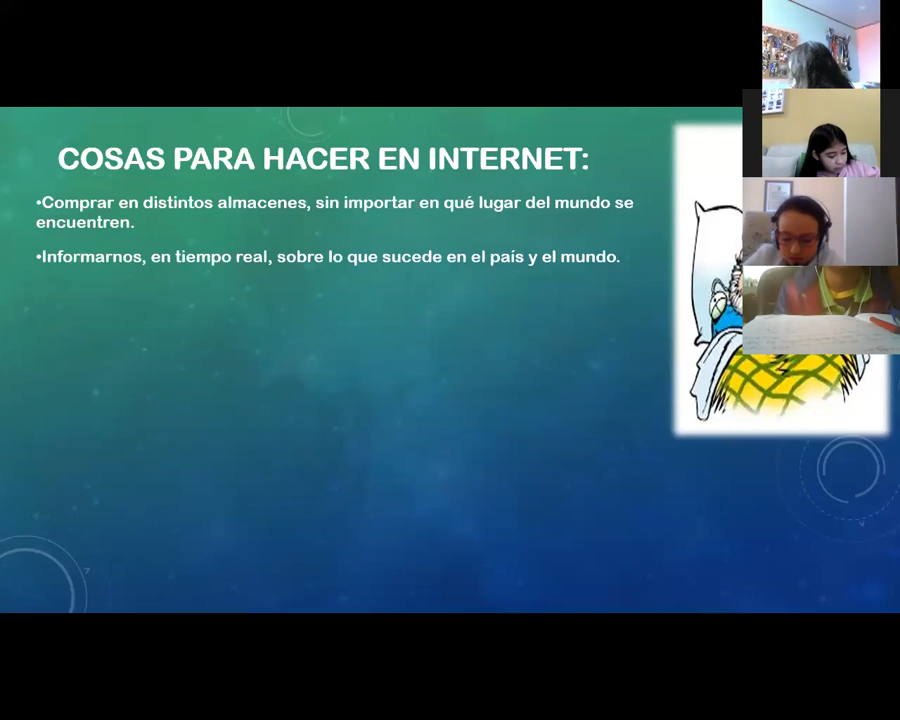 COSAS PARA HACER EN INTERNET:
•Comprar en distintos almacenes, sin importar en qué lugar del mundo se
encuentren.
•Informarnos, en tiempo real, sobre lo que sucede en el país y el mundo.